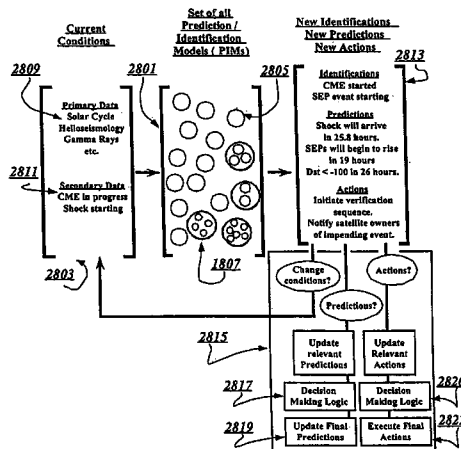 Current
Conditions
Set of all
Prediction /
Identification
Models ( PIMs)
New Identifications
New Predictions
New Actions
2809
2801
2805
2813
Primary Data
Solar Cycle
Helioseismology
Gamma Rays
etc.
2811
Secondary Data
CME in progress
Shock starting
2803
1807
Identifications
CME started
SEP event starting
Predictions
Shock will arrive
in 25.8 hours.
SEPs will begin to rise
in 19 hours
Dst < -100 in 26 hours.
Actions
Initiate verification
sequence.
Notify satellite owners
of impending event.
Change
conditions?
Actions?
Predictions?
2815
Update
relevant
Predictions
Update
Relevant
Actions
2817
Decision
Making Logic
Decision
Making Logic
2819
Update Final
Predictions
Execute Final
Actions